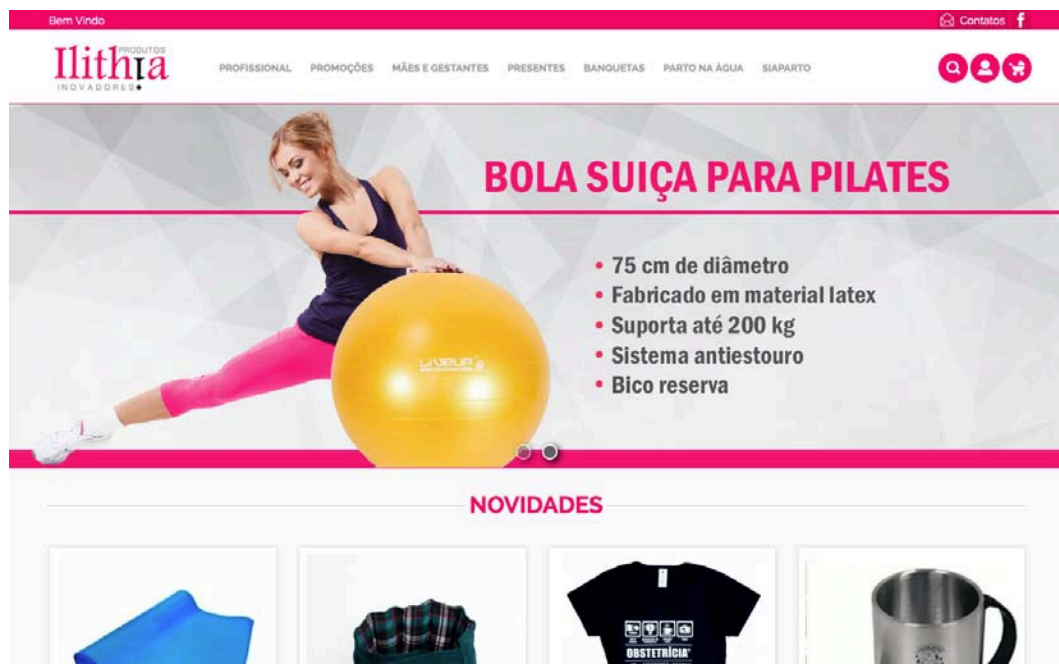 Bem Vindo
Contatos
PRODUTOS
Ilithia
INOVADORES
PROFISSIONAL PROMOÇÕES MÃES E GESTANTES PRESENTES BANQUETAS PARTO NA ÁGUA SIAPARTO
BOLA SUIÇA PARA PILATES
• 75 cm de diâmetro
• Fabricado em material latex
• Suporta até 200 kg
• Sistema antiestouro
• Bico reserva
LIVEUP
NOVIDADES
OBSTETRÍCIA